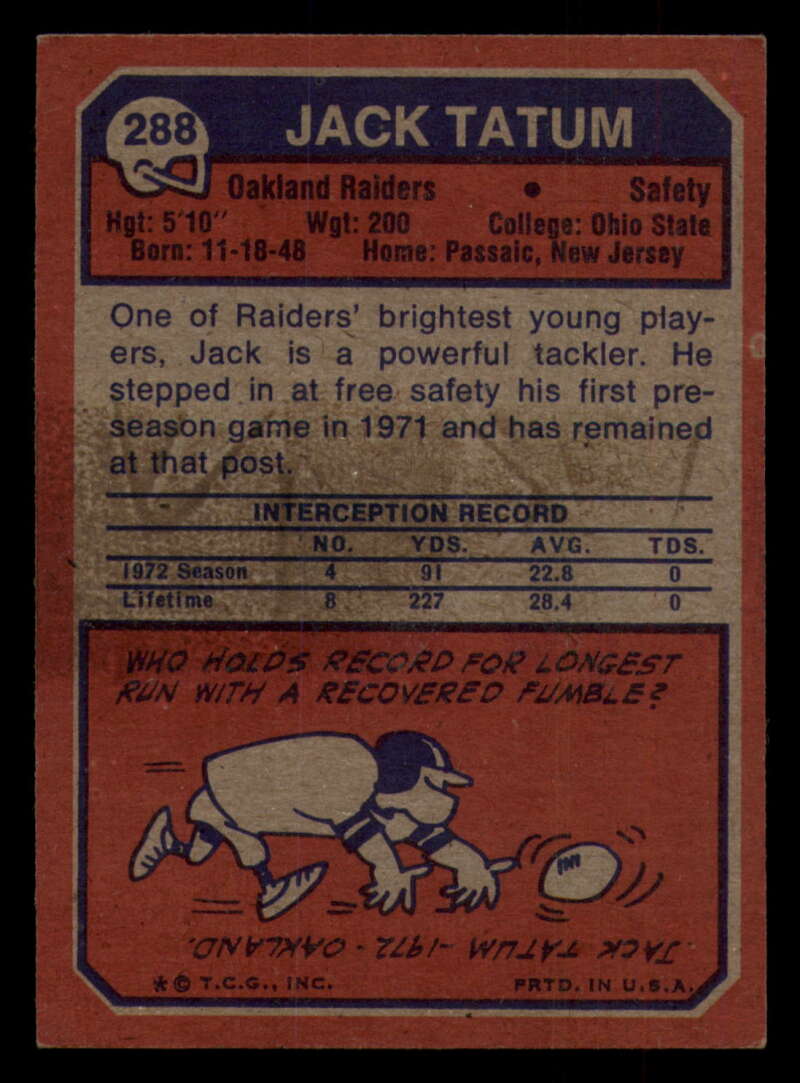 288 JACK TATUM
Oakland Raiders • Safety
Hgt: 5'10" Wgt: 200 College: Ohio State
Born: 11-18-48 Home: Passaic, New Jersey
One of Raiders' brightest young play-
ers, Jack is a powerful tackler. He
stepped in at free safety his first pre-
season game in 1971 and has remained
at that post.
INTERCEPTION RECORD
NO. YDS. AVG. TDS.
1972 Season 4 91 22.8 0
Lifetime 8 227 28.4 0
WHO HOLDS RECORD FOR LONGEST
RUN WITH A RECOVERED FUMBLE?
JACK TATUM -1972 - OAKLAND.
* © T.C.G., INC. PRTD. IN U.S.A.